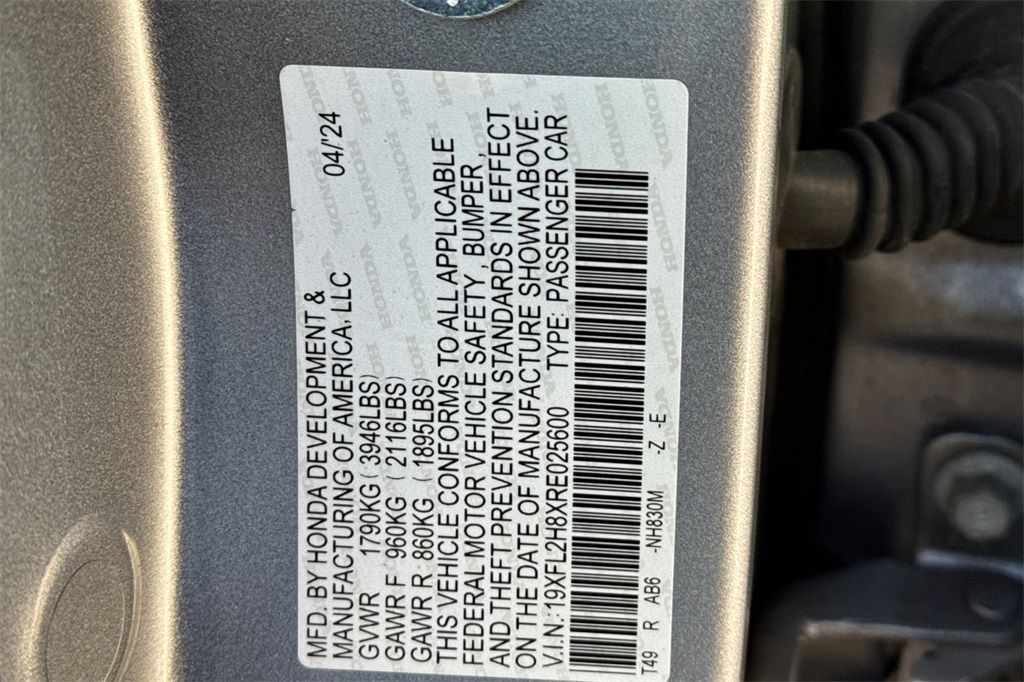 MFD. BY HONDA DEVELOPMENT &
MANUFACTURING OF AMERICA, LLC 04/'24
GVWR 1790KG (3946LBS)
GAWR F 960KG (2116LBS)
GAWR R: 860KG (1895LBS)
THIS VEHICLE CONFORMS TO ALL APPLICABLE
FEDERAL MOTOR VEHICLE SAFETY, BUMPER,
AND THEFT PREVENTION STANDARDS IN EFFECT
ON THE DATE OF MANUFACTURE SHOWN ABOVE.
V.I.N.:19XFL2H8XRE025600 TYPE: PASSENGER CAR
T49 R AB6 -NH830M -Z -E